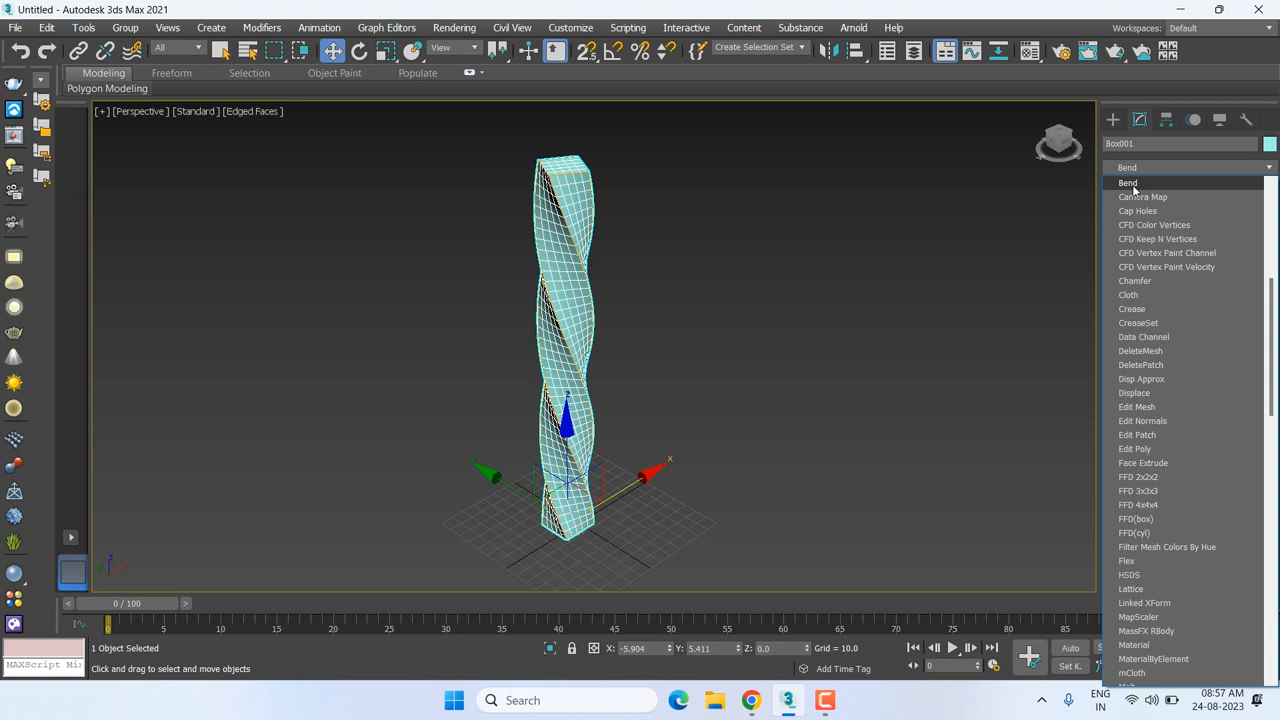 Untitled - Autodesk 3ds Max 2021
File Edit Tools Group Views Create Modifiers Animation Graph Editors Rendering Civil View Customize Scripting Interactive Content Substance Arnold Help Workspaces: Default
All View Create Selection Set
Modeling Freeform Selection Object Paint Populate
Polygon Modeling
[+] [Perspective] [Standard] [Edged Faces]
Box001
Bend
Bend
Camera Map
Cap Holes
CFD Color Vertices
CFD Keep N Vertices
CFD Vertex Paint Channel
CFD Vertex Paint Velocity
Chamfer
Cloth
Crease
CreaseSet
Data Channel
DeleteMesh
DeletePatch
Disp Approx
Displace
Edit Mesh
Edit Normals
Edit Patch
Edit Poly
Face Extrude
FFD 2x2x2
FFD 3x3x3
FFD 4x4x4
FFD(box)
FFD(cyl)
Filter Mesh Colors By Hue
Flex
HSDS
Lattice
Linked XForm
MapScaler
MassFX RBody
Material
MaterialByElement
mCloth
x
z
< 0 / 100 >
0 5 10 15 20 25 30 35 40 45 50 55 60 65 70 75 80 85
1 Object Selected X: -5.904 Y: 5.411 Z: 0.0 Grid = 10.0 Auto
MAXScript Mi Click and drag to select and move objects Add Time Tag 0 Set K.
Search ENG IN 08:57 AM 24-08-2023